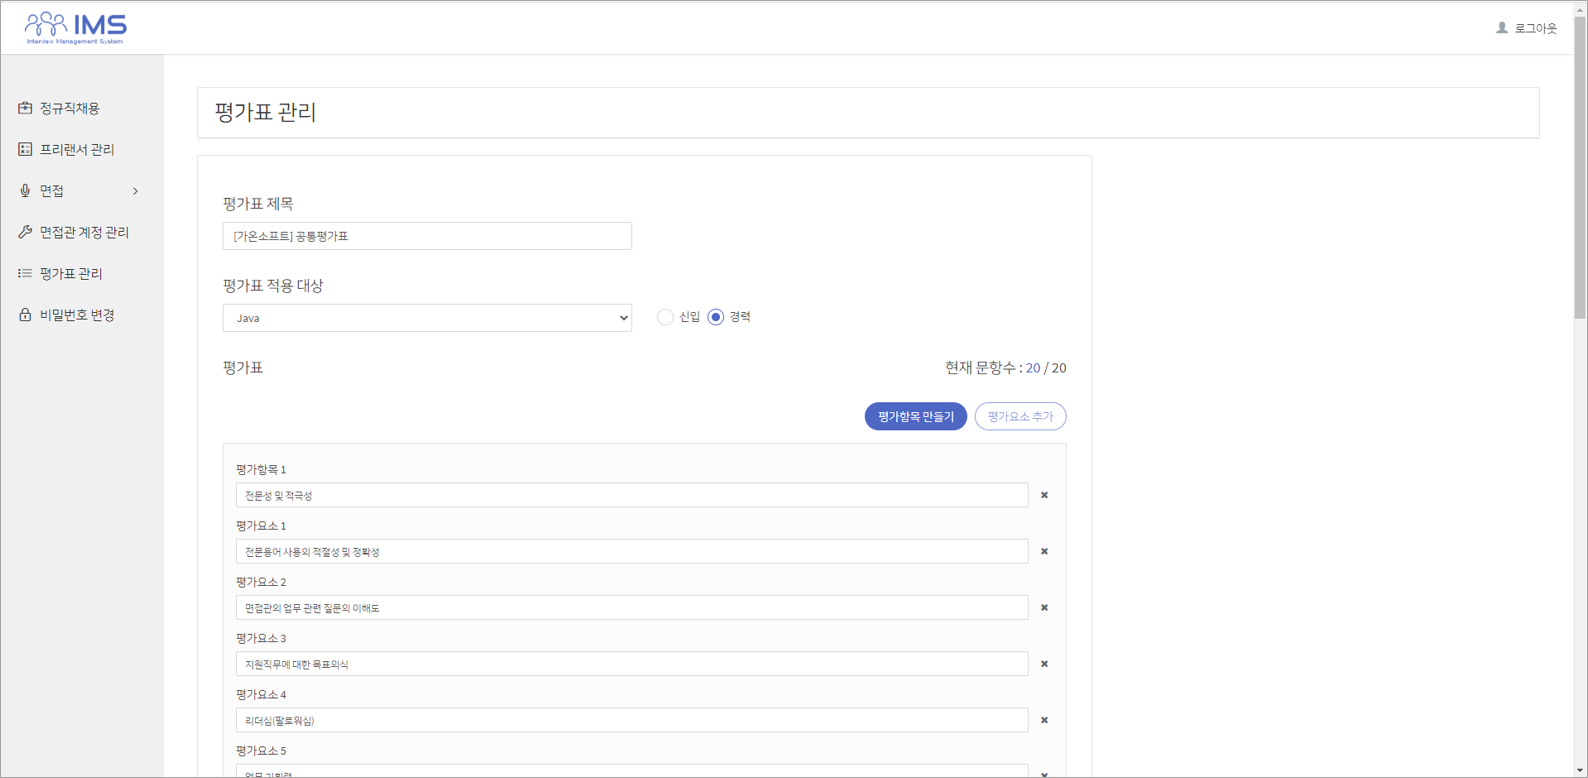 IMS
Interview Management System
로그아웃
정규직채용
프리랜서 관리
면접
면접관 계정 관리
평가표 관리
비밀번호 변경
평가표 관리
평가표 제목
[가온소프트] 공통평가표
평가표 적용 대상
Java
신입 경력
평가표
현재 문항수 : 20 / 20
평가항목 만들기
평가요소 추가
평가항목 1
전문성 및 적극성
평가요소 1
전문용어 사용의 적절성 및 정확성
평가요소 2
면접관의 업무 관련 질문의 이해도
평가요소 3
지원직무에 대한 목표의식
평가요소 4
리더십(팔로워십)
평가요소 5
업무 기획력